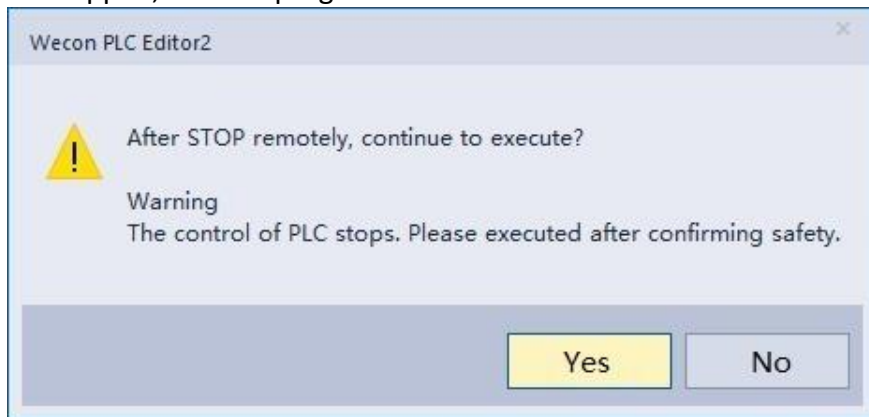 Wecon PLC Editor2
After STOP remotely, continue to execute?
Warning
The control of PLC stops. Please executed after confirming safety.
Yes
No